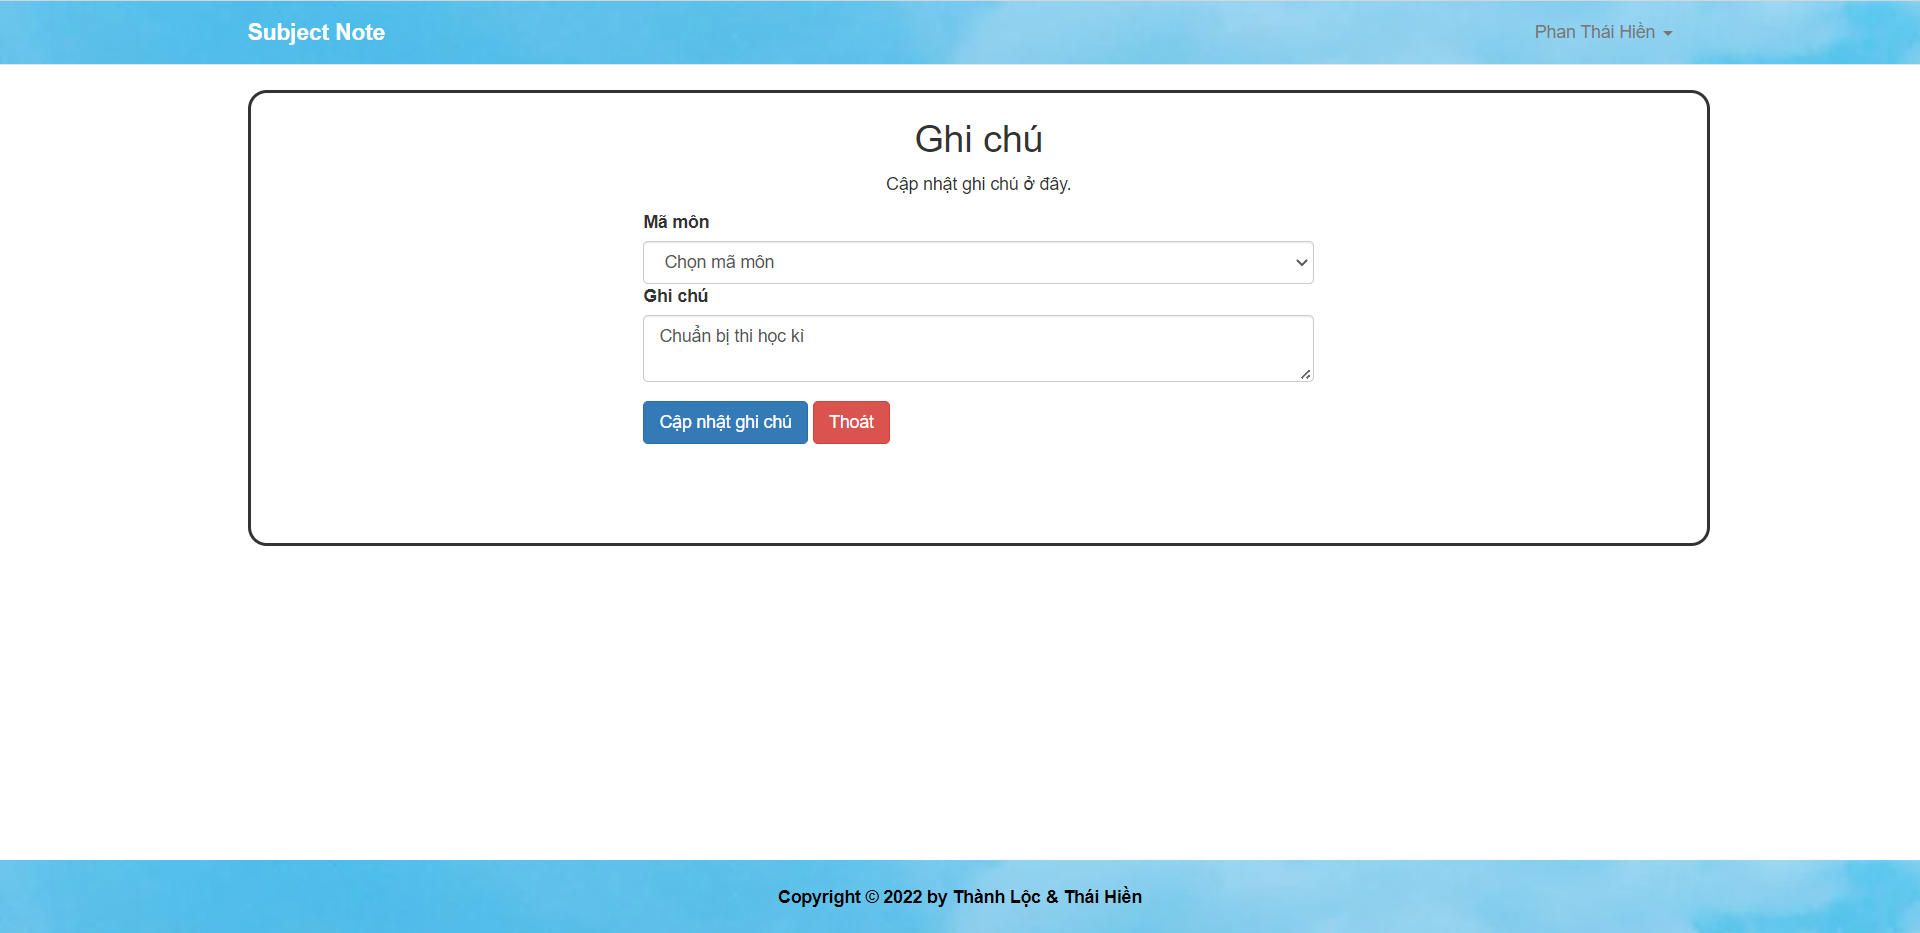 Subject Note
Phan Thái Hiền
Ghi chú
Cập nhật ghi chú ở đây.
Mã môn
Chọn mã môn
Ghi chú
Chuẩn bị thi học kì
Cập nhật ghi chú
Thoát
Copyright © 2022 by Thành Lộc & Thái Hiền